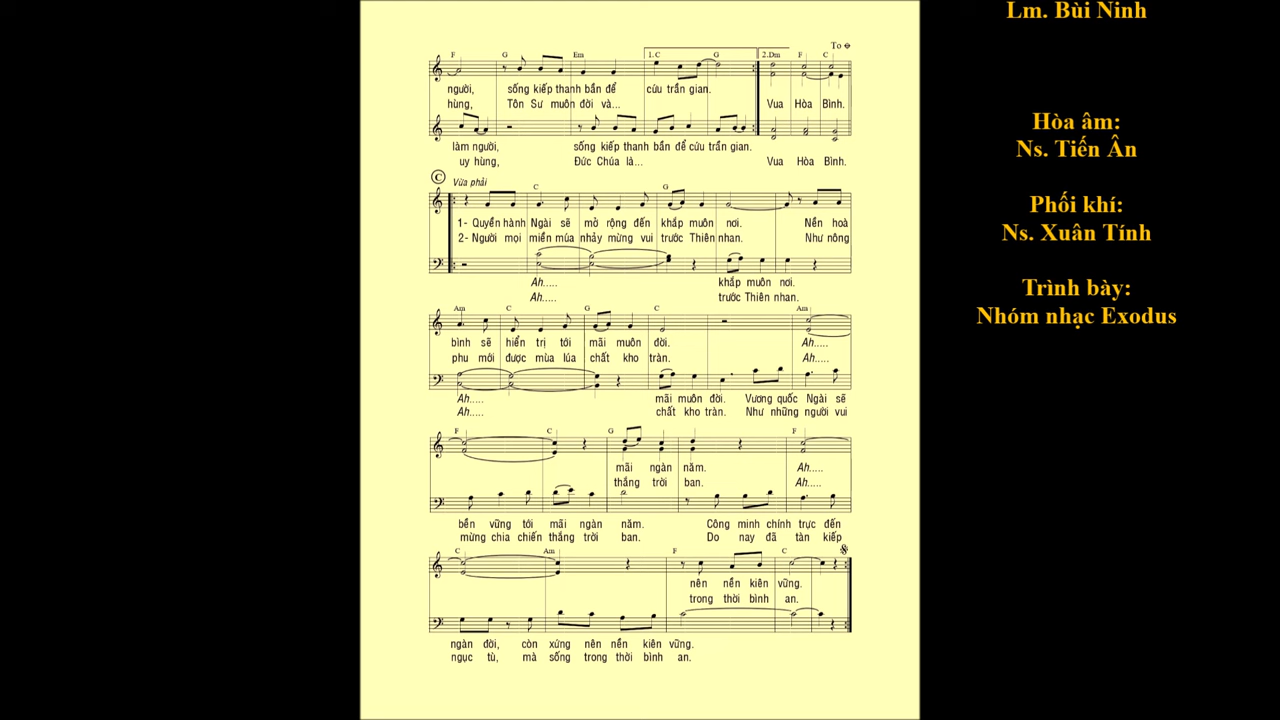 Lm. Bùi Ninh
To
F G Em 1. C G 2.Dm F C
người, sống kiếp thanh bần để cứu trần gian.
hùng, Tôn Sư muôn đời và... Vua Hòa Bình.
làm người, sống kiếp thanh bần để cứu trần gian.
uy hùng, Đức Chúa là... Vua Hòa Bình.
Hòa âm:
Ns. Tiến Ân
C
Vừa phải
C G
1- Quyền hành Ngài sẽ mở rộng đến khắp muôn nơi. Nền hoà
2- Người mọi miền múa nhảy mừng vui trước Thiên nhan. Như nông
Ah..... khắp muôn nơi.
Ah..... trước Thiên nhan.
Phối khí:
Ns. Xuân Tính
Trình bày:
Nhóm nhạc Exodus
Am C G C Am
bình sẽ hiển trị tới mãi muôn đời. Ah.....
phu mới được mùa lúa chất kho tràn. Ah.....
Ah..... mãi muôn đời. Vương quốc Ngài sẽ
Ah..... chất kho tràn. Như những người vui
F C G F
mãi ngàn năm. Ah.....
thắng trời ban. Ah.....
bền vững tới mãi ngàn năm. Công minh chính trực đến
mừng chia chiến thắng trời ban. Do nay đã tàn kiếp
C Am F C
nên nền kiên vững.
trong thời bình an.
ngàn đời, còn xứng nên nền kiên vững.
ngục tù, mà sống trong thời bình an.